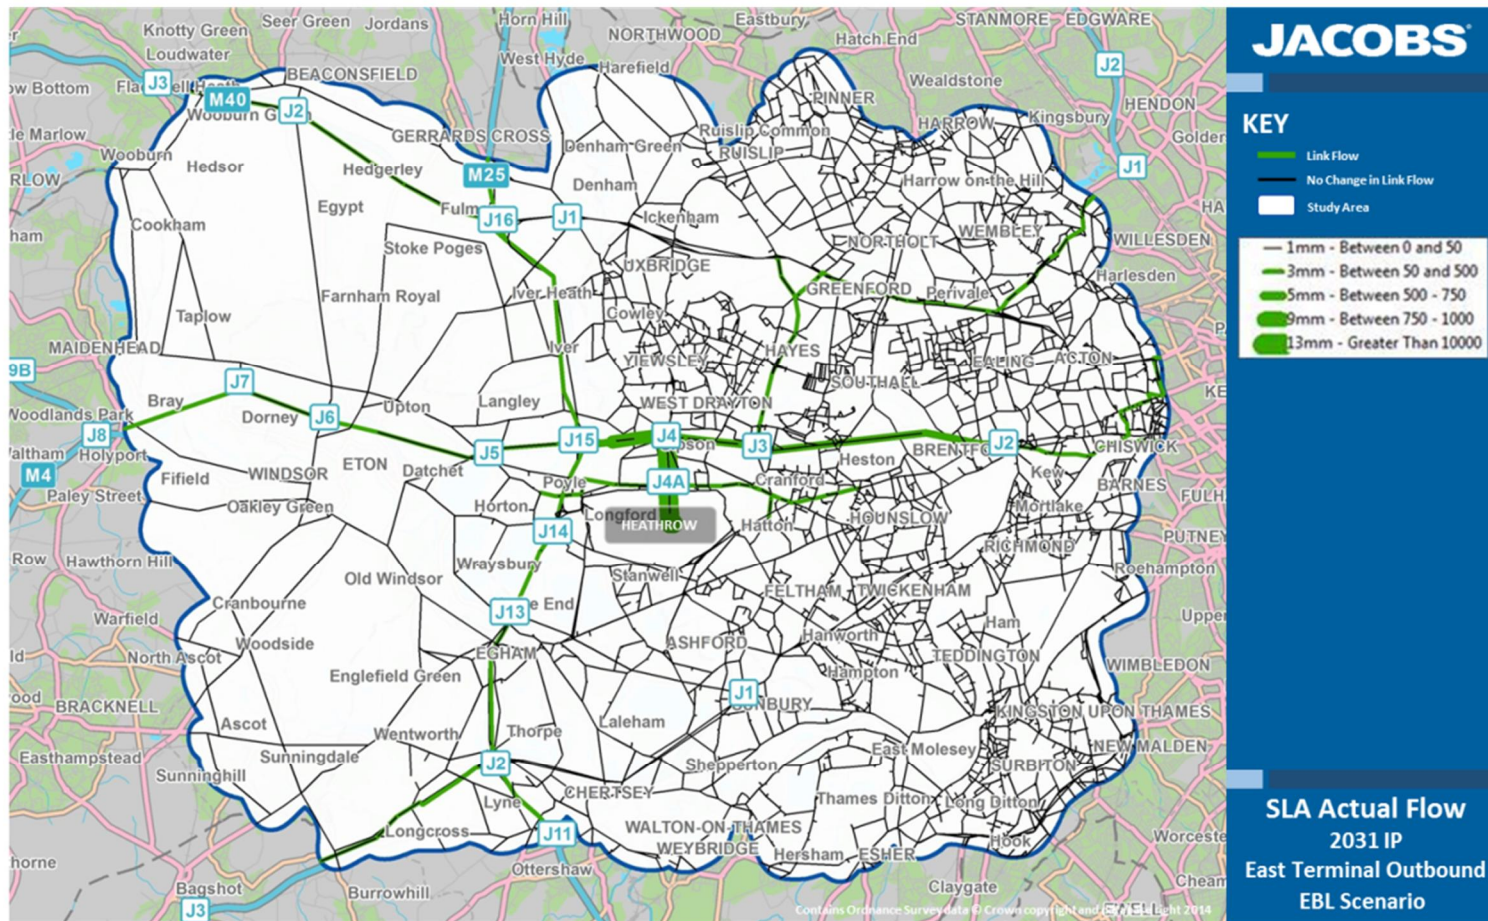 JACOBS®
KEY
Link Flow
No Change in Link Flow
Study Area
1mm - Between 0 and 50
3mm - Between 50 and 500
5mm - Between 500 - 750
9mm - Between 750 - 1000
13mm - Greater Than 10000
SLA Actual Flow
2031 IP
East Terminal Outbound
EBL Scenario
Knotty Green
Seer Green
Jordans
Horn Hill
Eastbury
STANMORE
EDGWARE
Loudwater
NORTHWOOD
Hatch End
West Hyde
Harefield
J2
J3
BEACONSFIELD
Wealdstone
M40
J2
PINNER
HENDON
GERRARDS CROSS
Ruislip Common
HARROW
Kingsbury
Denham Green
RUISLIP
Wooburn
Hedsor
Hedgerley
M25
Denham
Harrow on the Hill
J1
Egypt
J16
J1
Ickenham
Cookham
Stoke Poges
NORTHOLT
WEMBLEY
WILLESDEN
UXBRIDGE
Harlesden
Farnham Royal
Iver Heath
GREENFORD
Perivale
Taplow
Cowley
MAIDENHEAD
Iver
YIEWSLEY
HAYES
EALING
ACTON
9B
J7
SOUTHALL
Bray
Upton
Langley
WEST DRAYTON
Woodlands Park
Dorney
J6
J8
J15
J4
J3
J2
CHISWICK
Holyport
J5
Heston
M4
Fifield
WINDSOR
ETON
Datchet
Kew
Paley Street
Poyle
J4A
Cranford
BARNES
Oakley Green
Horton
Longford
HEATHROW
Hatton
HOUNSLOW
Mortlake
J14
RICHMOND
PUTNEY
Row
Hawthorn Hill
Wraysbury
Roehampton
Old Windsor
Stanwell
FELTHAM
TWICKENHAM
Cranbourne
J13
Warfield
Hanworth
Ham
Woodside
EGHAM
ASHFORD
North Ascot
TEDDINGTON
WIMBLEDON
Englefield Green
Hampton
J1
BRACKNELL
KINGSTON UPON THAMES
Ascot
Laleham
Wentworth
Thorpe
Easthampstead
Sunningdale
East Molesey
NEW MALDEN
Sunninghill
J2
Shepperton
SURBITON
CHERTSEY
Lyne
Thames Ditton
Long Ditton
Longcross
J11
WALTON-ON-THAMES
WEYBRIDGE
Hersham
ESHER
Hook
Ottershaw
Bagshot
Burrowhill
Claygate
J3